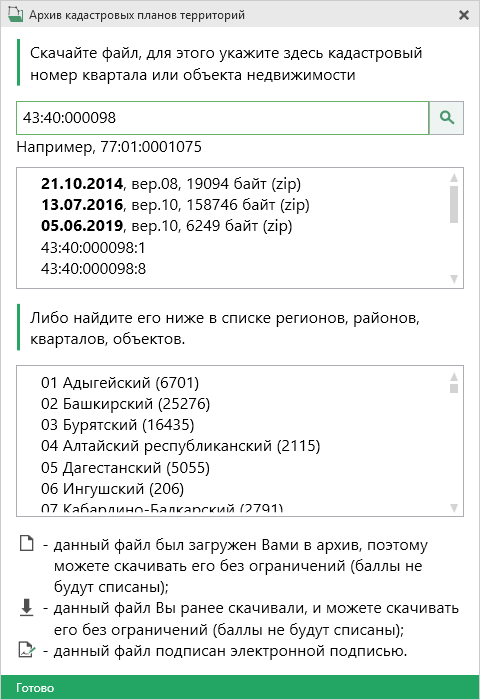 Архив кадастровых планов территорий
Скачайте файл, для этого укажите здесь кадастровый
номер квартала или объекта недвижимости
43:40:000098
Например, 77:01:0001075
21.10.2014, вер.08, 19094 байт (zip)
13.07.2016, вер.10, 158746 байт (zip)
05.06.2019, вер.10, 6249 байт (zip)
43:40:000098:1
43:40:000098:8
Либо найдите его ниже в списке регионов, районов,
кварталов, объектов.
01 Адыгейский (6701)
02 Башкирский (25276)
03 Бурятский (16435)
04 Алтайский республиканский (2115)
05 Дагестанский (5055)
06 Ингушский (206)
07 Кабардино-Балкарский (2791)
- данный файл был загружен Вами в архив, поэтому
можете скачивать его без ограничений (баллы не
будут списаны);
- данный файл Вы ранее скачивали, и можете скачивать
его без ограничений (баллы не будут списаны);
- данный файл подписан электронной подписью.
Готово